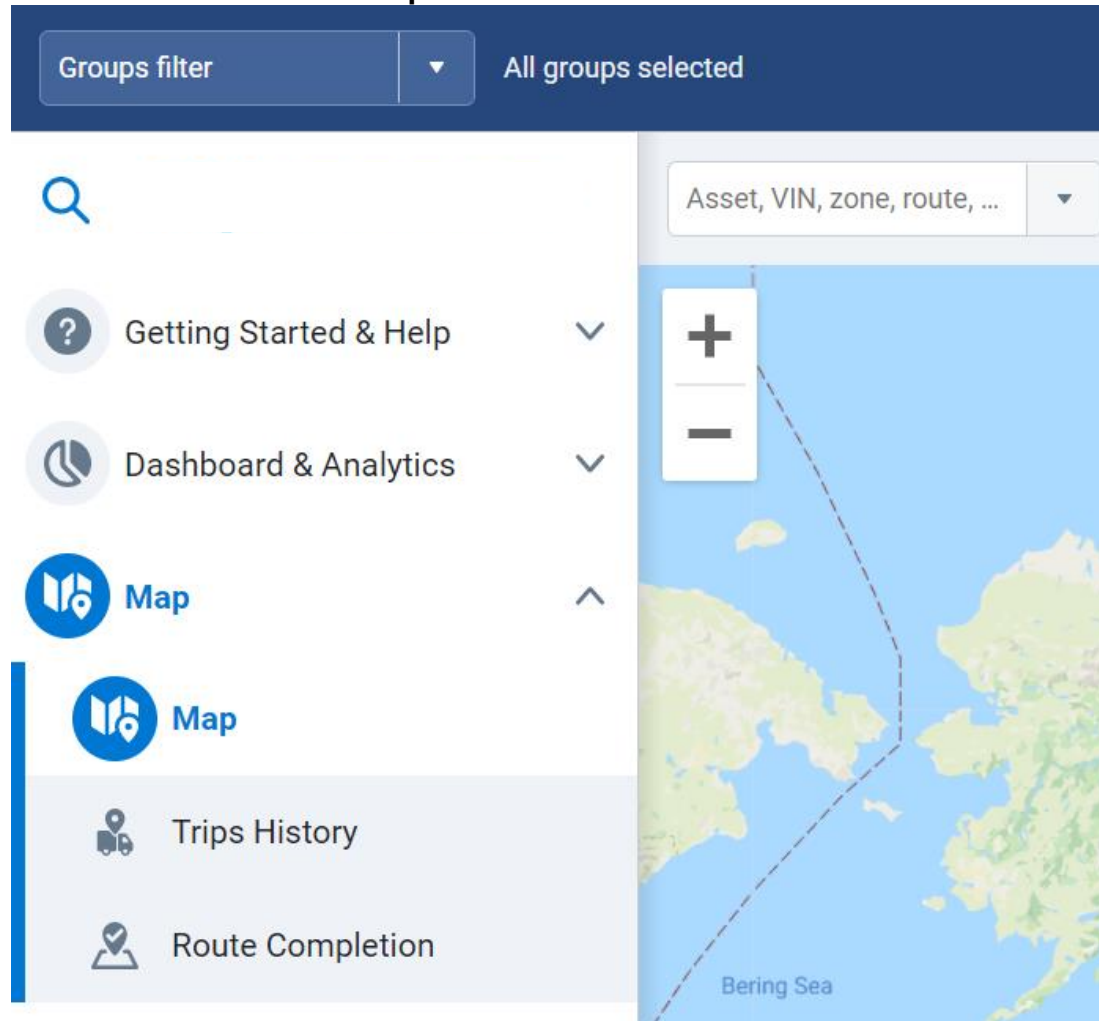 Groups filter
All groups selected
Asset, VIN, zone, route, ...
Getting Started & Help
Dashboard & Analytics
Map
Map
Trips History
Route Completion
Bering Sea